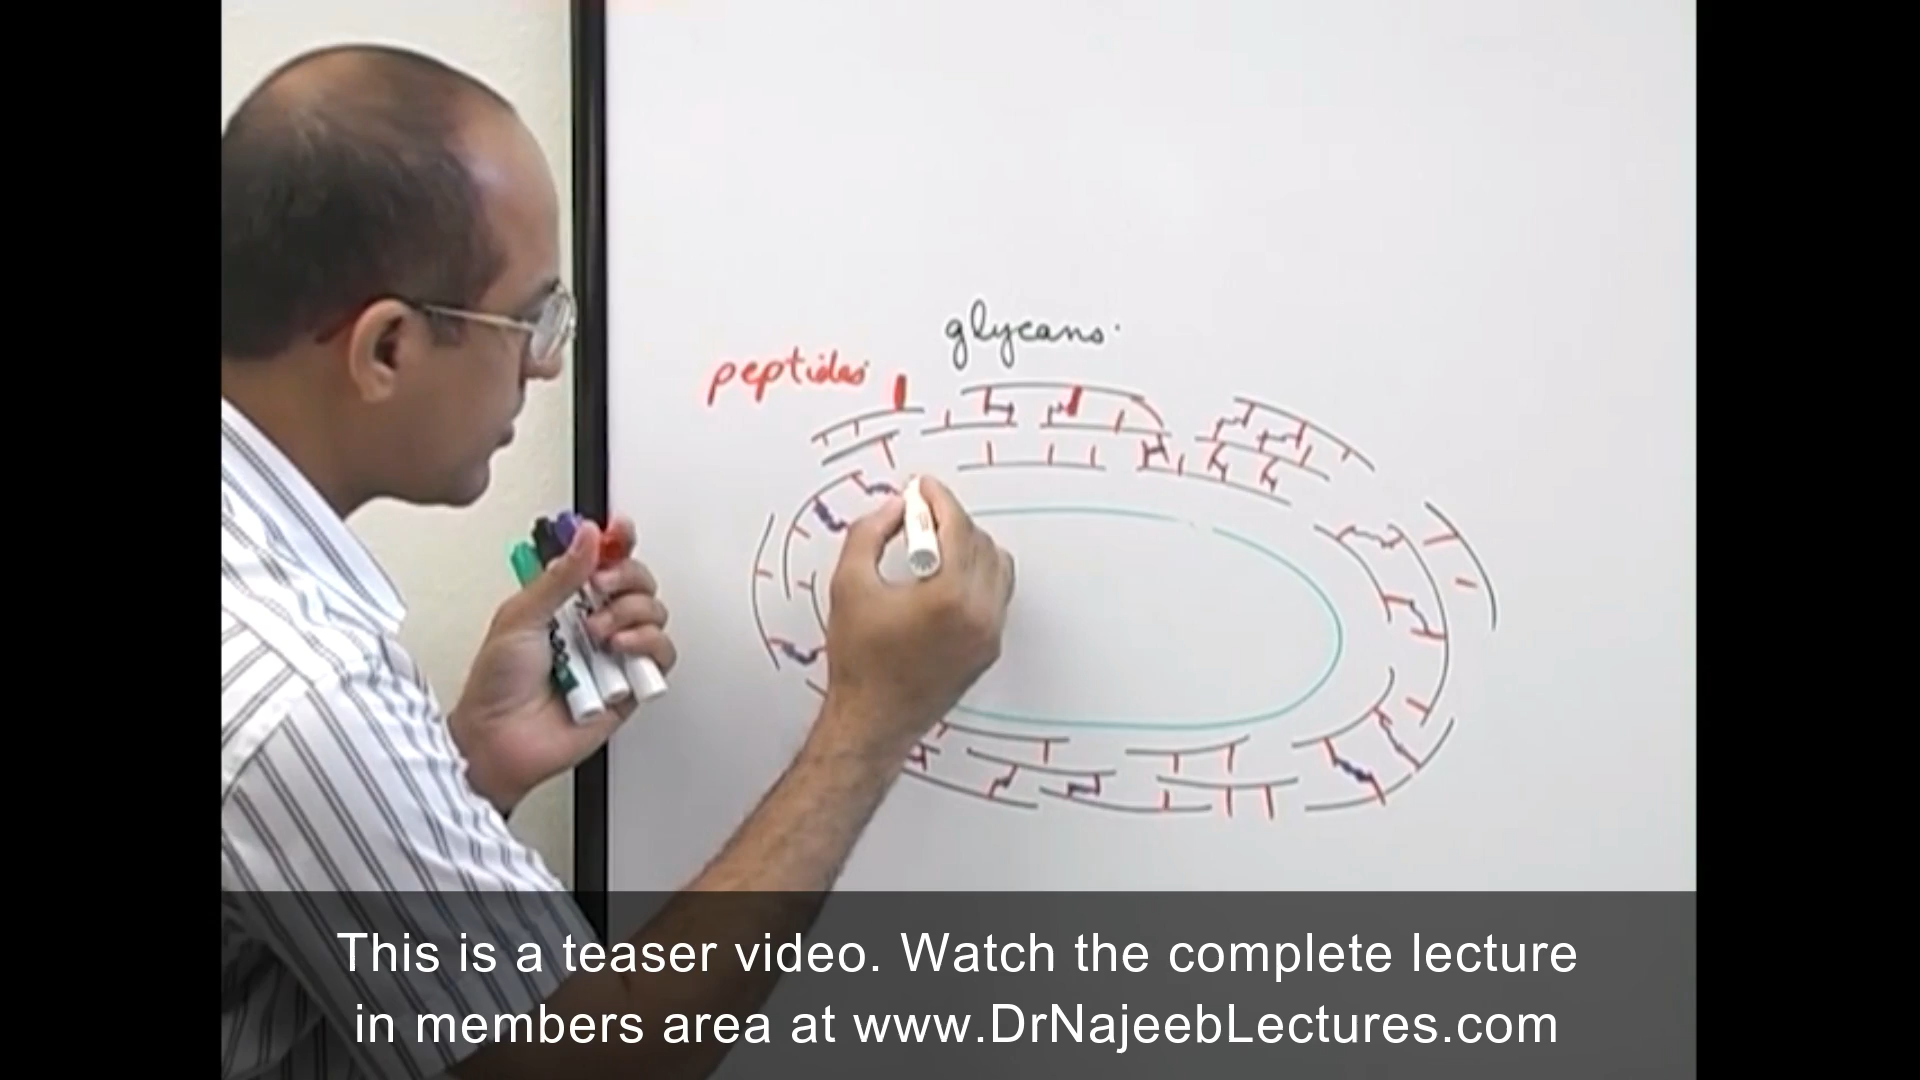 glycans.
peptides
This is a teaser video. Watch the complete lecture
in members area at www.DrNajeebLectures.com